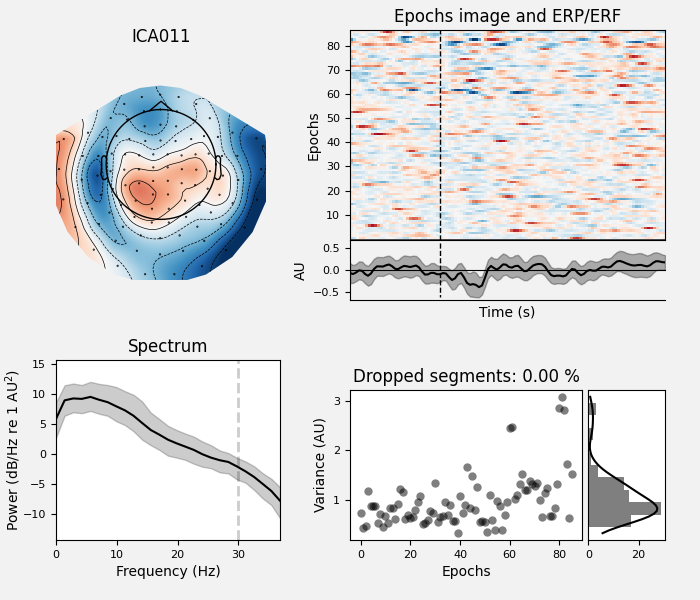 ICA011
Epochs image and ERP/ERF
Epochs
80
70
60
50
40
30
20
10
AU
0.5
0.0
−0.5
Time (s)
Spectrum
Power (dB/Hz re 1 AU²)
15
10
5
0
−5
−10
0 10 20 30
Frequency (Hz)
Dropped segments: 0.00 %
Variance (AU)
3
2
1
0 20 40 60 80
Epochs
0 20